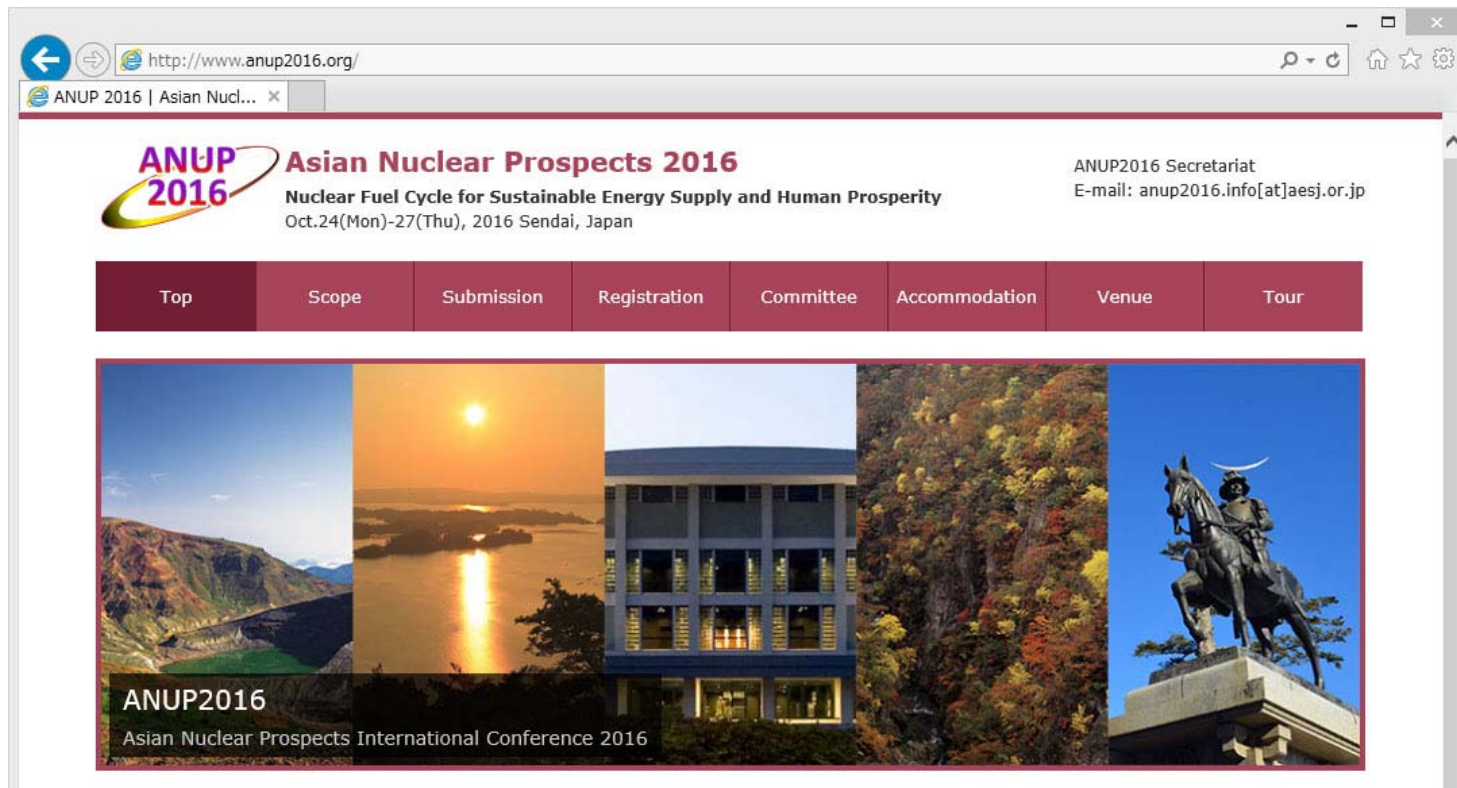 http://www.anup2016.org/
ANUP 2016 | Asian Nucl...
ANUP
2016
Asian Nuclear Prospects 2016
Nuclear Fuel Cycle for Sustainable Energy Supply and Human Prosperity
Oct.24(Mon)-27(Thu), 2016 Sendai, Japan
ANUP2016 Secretariat
E-mail: anup2016.info[at]aesj.or.jp
Top Scope Submission Registration Committee Accommodation Venue Tour
ANUP2016
Asian Nuclear Prospects International Conference 2016